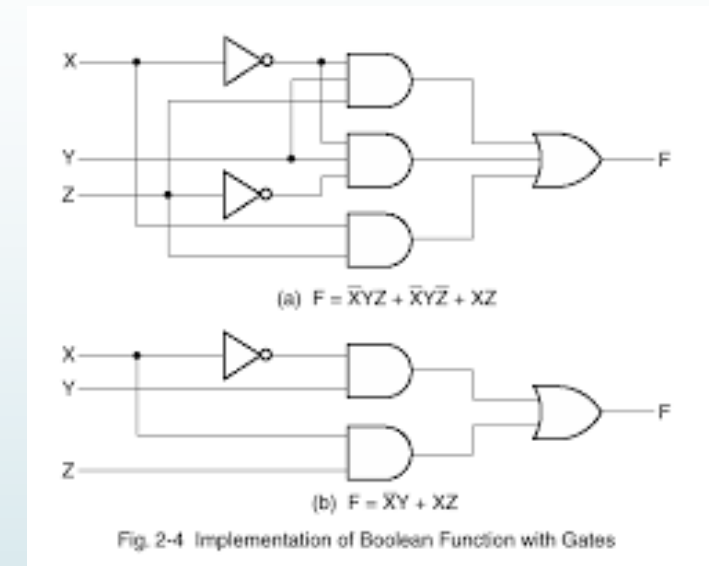 X
Y
Z
F
(a) F = X̅YZ + X̅YZ̅ + XZ
X
Y
Z
F
(b) F = X̅Y + XZ
Fig. 2-4 Implementation of Boolean Function with Gates